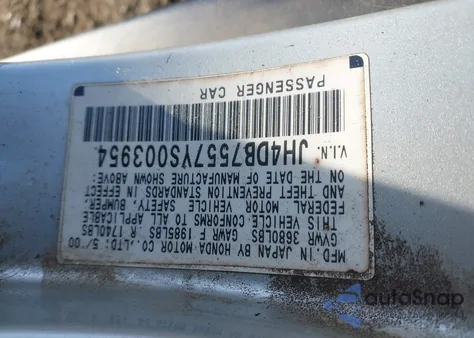 MFD. IN JAPAN BY HONDA MOTOR CO.,LTD; 5/00
GVWR 3680LBS GAWR F 1985LBS R 1740LBS
THIS VEHICLE CONFORMS TO ALL APPLICABLE
FEDERAL MOTOR VEHICLE SAFETY, BUMPER,
AND THEFT PREVENTION STANDARDS IN EFFECT
ON THE DATE OF MANUFACTURE SHOWN ABOVE:
V.I.N. JH4DB7557YS003954
PASSENGER CAR
autoSnap